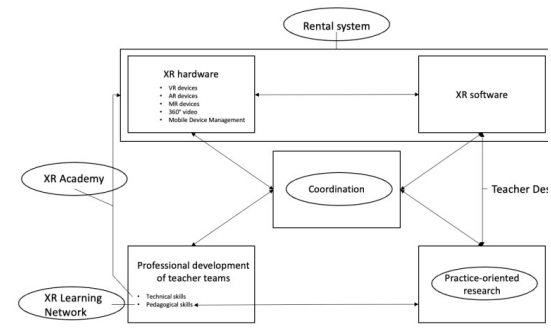 Rental system
XR hardware
• VR devices
• AR devices
• MR devices
• 360° video
• Mobile Device Management
XR software
XR Academy
Coordination
Teacher Des
Professional development
of teacher teams
• Technical skills
• Pedagogical skills
Practice-oriented
research
XR Learning
Network